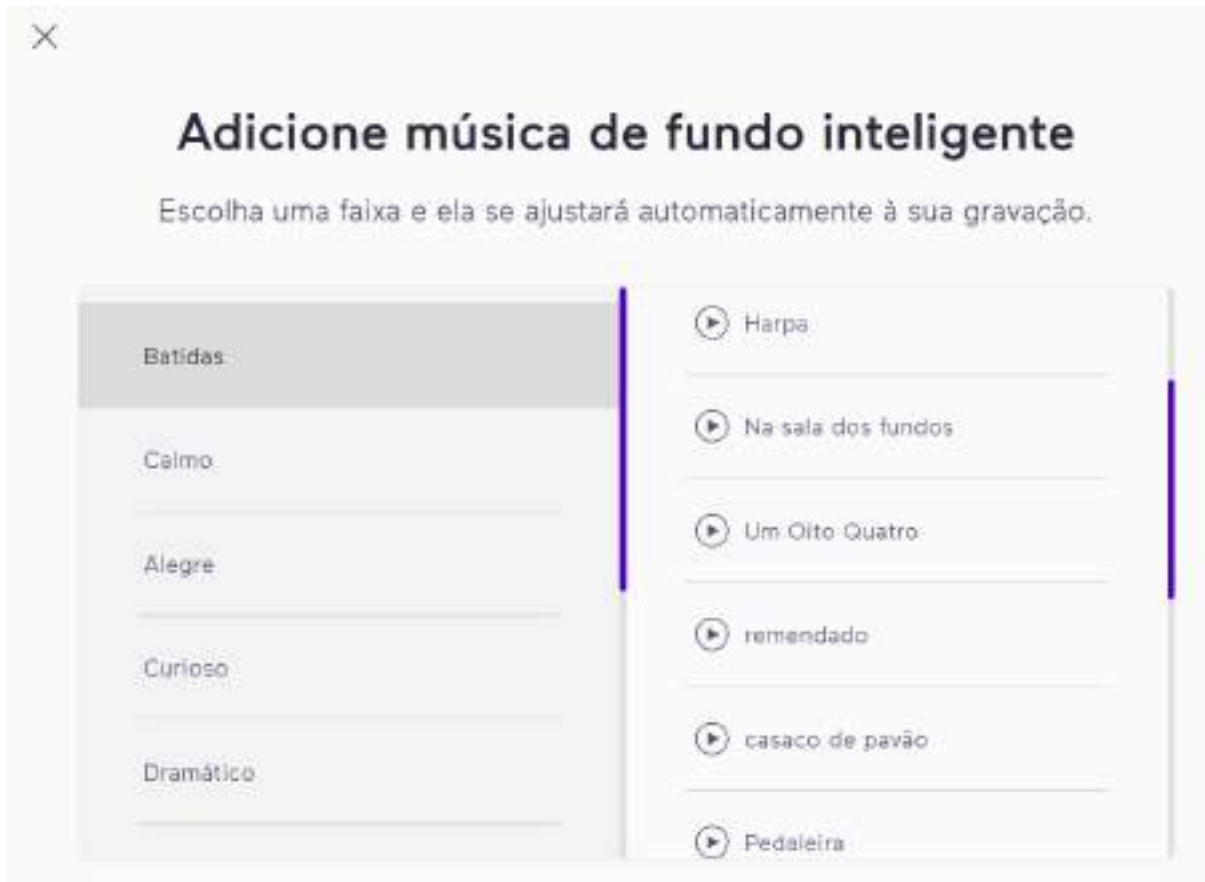 Adicione música de fundo inteligente
Escolha uma faixa e ela se ajustará automaticamente à sua gravação.
Batidas
Calmo
Alegre
Curioso
Dramático
Harpa
Na sala dos fundos
Um Oito Quatro
remendado
casaco de pavão
Pedaleira